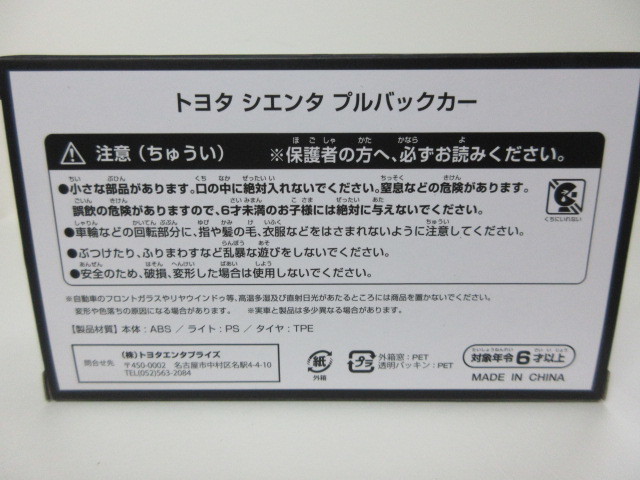 トヨタ シエンタ プルバックカー
注意（ちゅうい） ※保護者の方へ、必ずお読みください。
●小さな部品があります。口の中に絶対入れないでください。窒息などの危険があります。
誤飲の危険がありますので、6才未満のお子様には絶対に与えないでください。
●車輪などの回転部分に、指や髪の毛、衣服などをはさまれないように注意してください。
●ぶつけたり、ふりまわすなど乱暴な遊びをしないでください。
●安全のため、破損、変形した場合は使用しないでください。
くちにいれない
※自動車のフロントガラスやリヤウインドゥ等、高温多湿及び直射日光があたるところには商品を置かないでください。
変形や色落ちの原因になる場合があります。 ※実車と製品は多少異なる場合があります。
【製品材質】本体：ABS ／ ライト：PS ／ タイヤ：TPE
問合せ先
（株）トヨタエンタプライズ
〒450-0002 名古屋市中村区名駅4-4-10
TEL(052)563-2084
紙
外箱
プラ
外箱窓：PET
透明パッキン：PET
対象年令6才以上
MADE IN CHINA